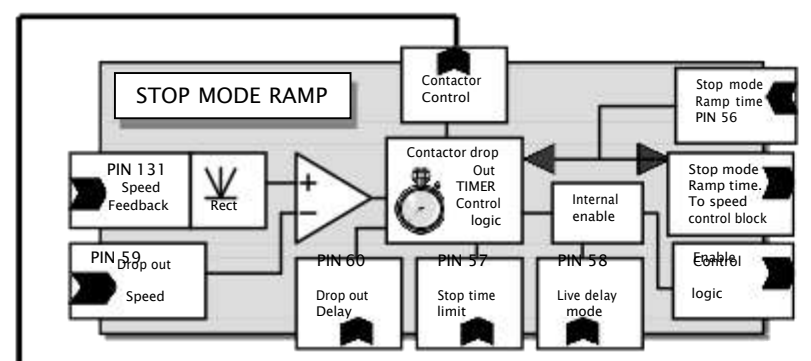 STOP MODE RAMP
Contactor
Control
Stop mode
Ramp time
PIN 56
PIN 131
Speed
Feedback
Rect
+
−
Contactor drop
Out
TIMER
Control
logic
Internal
enable
Stop mode
Ramp time.
To speed
control block
PIN 59
Drop out
Speed
PIN 60
Drop out
Delay
PIN 57
Stop time
limit
PIN 58
Live delay
mode
Enable
Control
logic